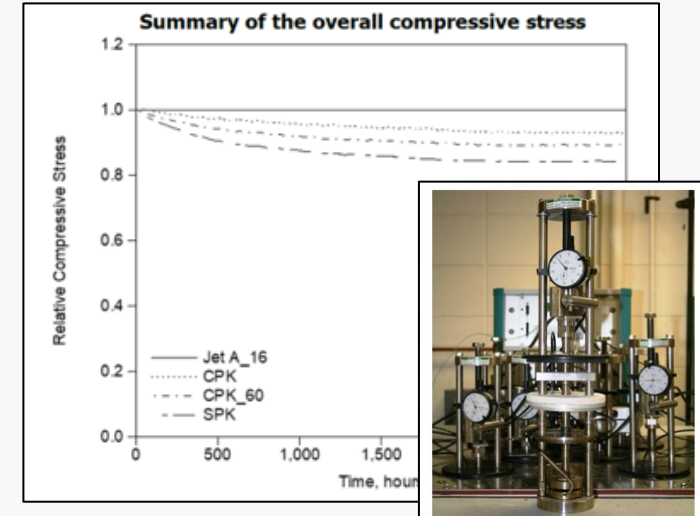 Summary of the overall compressive stress
1.2
1.0
0.8
0.6
0.4
0.2
0.0
Relative Compressive Stress
Jet A_16
CPK
CPK_60
SPK
0 500 1,000 1,500
Time, hour